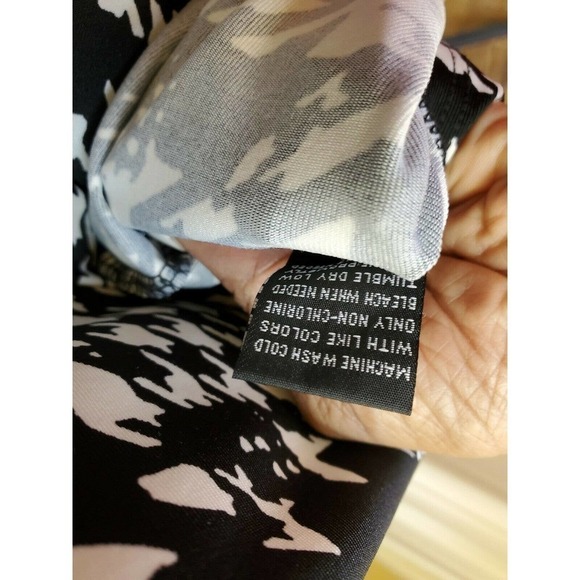 MACHINE WASH COLD
WITH LIKE COLORS
ONLY NON-CHLORINE
BLEACH WHEN NEEDED
TUMBLE DRY LOW